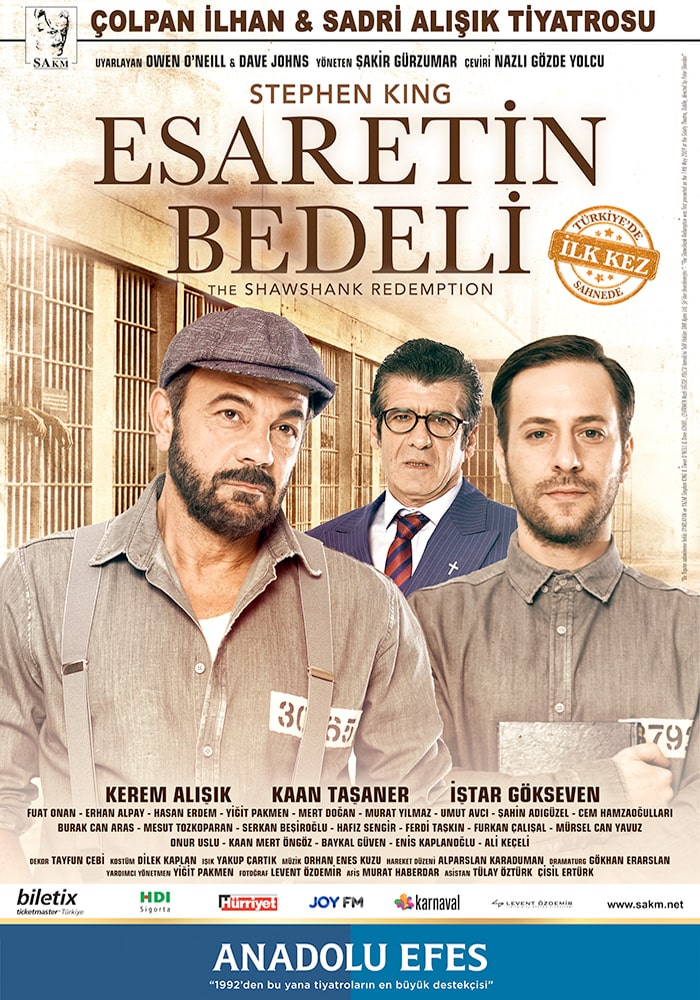 ÇOLPAN İLHAN & SADRİ ALIŞIK TİYATROSU
SAKM
UYARLAYAN OWEN O'NEILL & DAVE JOHNS YÖNETEN ŞAKİR GÜRZUMAR ÇEVİRİ NAZLI GÖZDE YOLCU
STEPHEN KING
ESARETİN
BEDELİ
THE SHAWSHANK REDEMPTION
TÜRKİYE'DE
İLK KEZ
SAHNEDE
KEREM ALIŞIK KAAN TAŞANER İŞTAR GÖKSEVEN
FUAT ONAN - ERHAN ALPAY - HASAN ERDEM - YİĞİT PAKMEN - MERT DOĞAN - MURAT YILMAZ - UMUT AVCI - ŞAHİN ADIGÜZEL - CEM HAMZAOĞULLARI
BURAK CAN ARAS - MESUT TOZKOPARAN - SERKAN BEŞİROĞLU - HAFIZ SENGİR - FERDİ TAŞKIN - FURKAN ÇALIŞAL - MÜRSEL CAN YAVUZ
ONUR USLU - KAAN MERT ÖNGÖZ - BAYKAL GÜVEN - ENİS KAPLANOĞLU - ALİ KEÇELİ
DEKOR TAYFUN ÇEBİ KOSTÜM DİLEK KAPLAN IŞIK YAKUP ÇARTIK MÜZİK ORHAN ENES KUZU HAREKET DÜZENİ ALPARSLAN KARADUMAN DRAMATURG GÖKHAN ERARSLAN
YARDIMCI YÖNETMEN YİĞİT PAKMEN FOTOĞRAF LEVENT ÖZDEMİR AFİŞ MURAT HABERDAR ASİSTAN TÜLAY ÖZTÜRK ÇİSİL ERTÜRK
biletix
ticketmaster Türkiye
HDI
Sigorta
Hürriyet
JOY FM
karnaval
LEVENT ÖZDEMİR
www.sakm.net
ANADOLU EFES
"1992'den bu yana tiyatroların en büyük destekçisi"